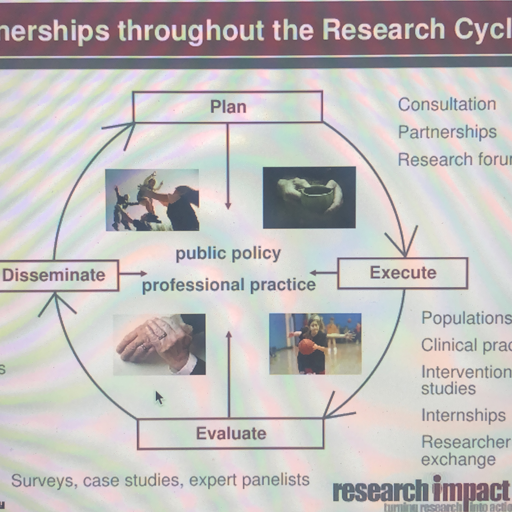 nerships throughout the Research Cycl
Plan
Consultation
Partnerships
Research forur
public policy
professional practice
Disseminate
Execute
Populations
Clinical prac
Intervention
studies
Internships
Researcher
exchange
s
Evaluate
Surveys, case studies, expert panelists
research impact
turning research into actio
u